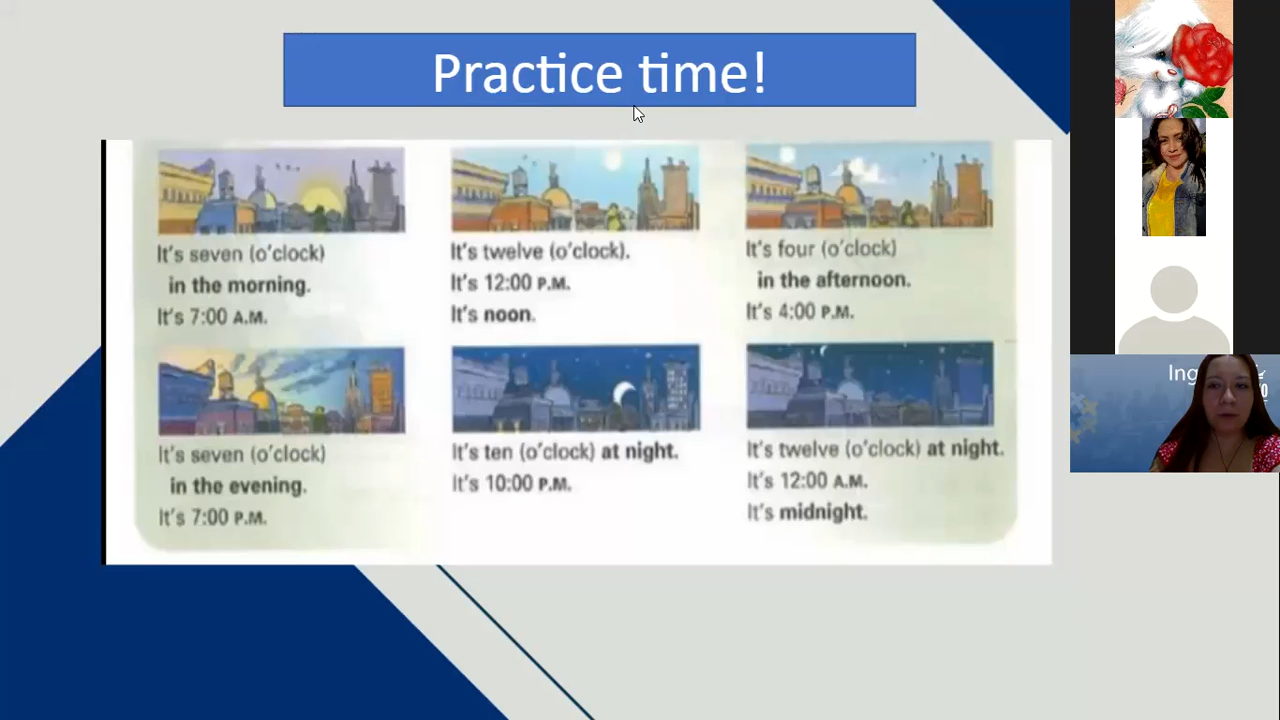 Practice time!
It's seven (o'clock)
in the morning.
It's 7:00 A.M.
It's twelve (o'clock).
It's 12:00 P.M.
It's noon.
It's four (o'clock)
in the afternoon.
It's 4:00 P.M.
It's seven (o'clock)
in the evening.
It's 7:00 P.M.
It's ten (o'clock) at night.
It's 10:00 P.M.
It's twelve (o'clock) at night.
It's 12:00 A.M.
It's midnight.